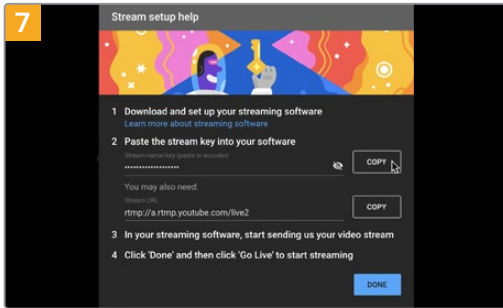 7
Stream setup help
1 Download and set up your streaming software
Learn more about streaming software
2 Paste the stream key into your software
Stream name/key (paste in encoder)
••••••••••••••••••• COPY
You may also need:
Stream URL
rtmp://a.rtmp.youtube.com/live2 COPY
3 In your streaming software, start sending us your video stream
4 Click 'Done' and then click 'Go Live' to start streaming
DONE